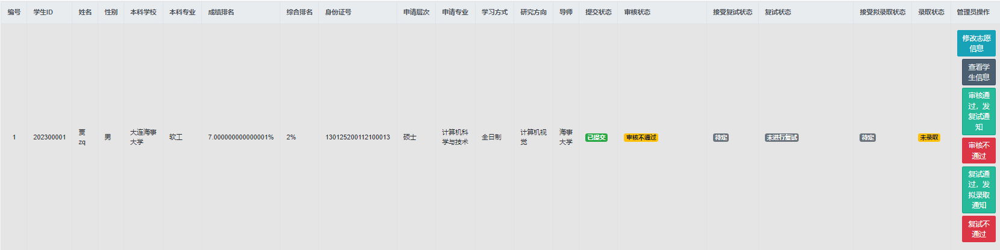 编号 学生ID 姓名 性别 本科学校 本科专业 成绩排名 综合排名 身份证号 申请层次 申请专业 学习方式 研究方向 导师 提交状态 审核状态 接受复试状态 复试状态 接受拟录取状态 录取状态 管理员操作
1
202300001
贾
zq
男
大连海事
大学
软工
7.000000000000001%
2%
130125200112100013
硕士
计算机科
学与技术
全日制
计算机视
觉
海事
大学
已提交
审核不通过
待定
未进行复试
待定
未录取
修改志愿
信息
查看学
生信息
审核通
过，发
复试通
知
审核不
通过
复试通
过，发
拟录取
通知
复试不
通过